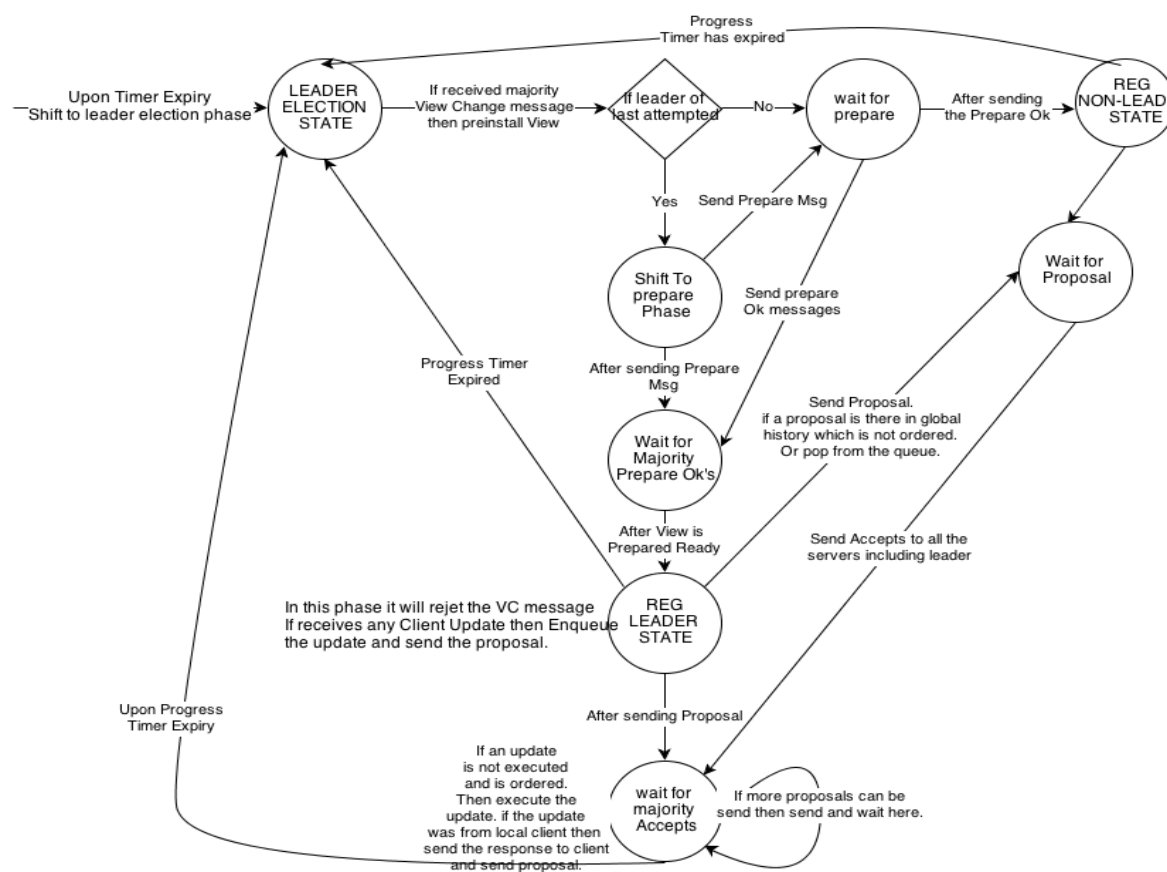 Progress
Timer has expired
Upon Timer Expiry
Shift to leader election phase
LEADER
ELECTION
STATE
If received majority
View Change message
then preinstall View
If leader of
last attempted
No
wait for
prepare
After sending
the Prepare Ok
REG
NON-LEAD
STATE
Yes
Send Prepare Msg
Shift To
prepare
Phase
Wait for
Proposal
Send prepare
Ok messages
After sending Prepare
Msg
Progress Timer
Expired
Wait for
Majority
Prepare Ok's
Send Proposal.
if a proposal is there in global
history which is not ordered.
Or pop from the queue.
After View is
Prepared Ready
Send Accepts to all the
servers including leader
In this phase it will rejet the VC message
If receives any Client Update then Enqueue
the update and send the proposal.
REG
LEADER
STATE
Upon Progress
Timer Expiry
After sending Proposal
If an update
is not executed
and is ordered.
Then execute the
update. if the update
was from local client then
send the response to client
and send proposal.
wait for
majority
Accepts
If more proposals can be
send then send and wait here.